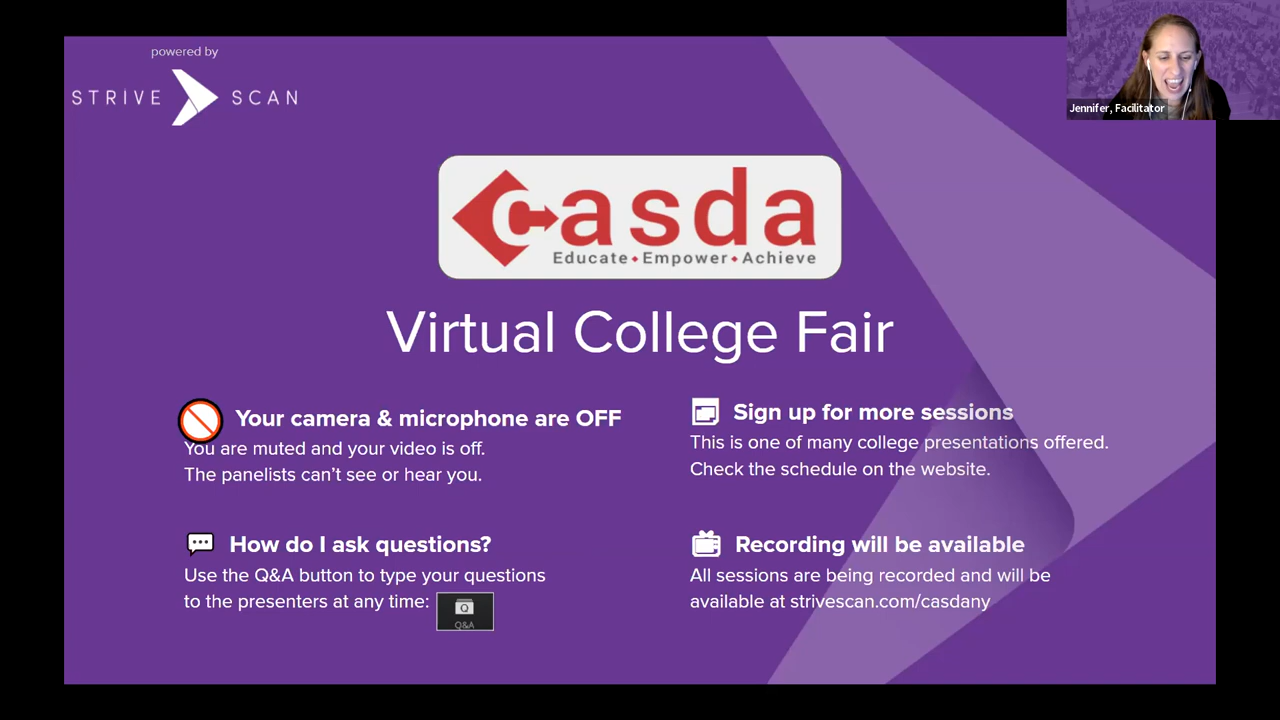 powered by
STRIVE SCAN
Jennifer, Facilitator
casda
Educate • Empower • Achieve
Virtual College Fair
Your camera & microphone are OFF
You are muted and your video is off.
The panelists can't see or hear you.
Sign up for more sessions
This is one of many college presentations offered.
Check the schedule on the website.
How do I ask questions?
Use the Q&A button to type your questions
to the presenters at any time:
Q
Q&A
Recording will be available
All sessions are being recorded and will be
available at strivescan.com/casdany